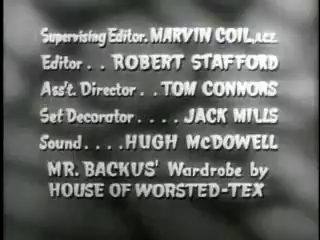 Supervising Editor. MARVIN COIL, A.C.E.
Editor . . ROBERT STAFFORD
Ass't. Director . . TOM CONNORS
Set Decorator . . . . JACK MILLS
Sound . . . . HUGH McDOWELL
MR. BACKUS' Wardrobe by
HOUSE OF WORSTED-TEX